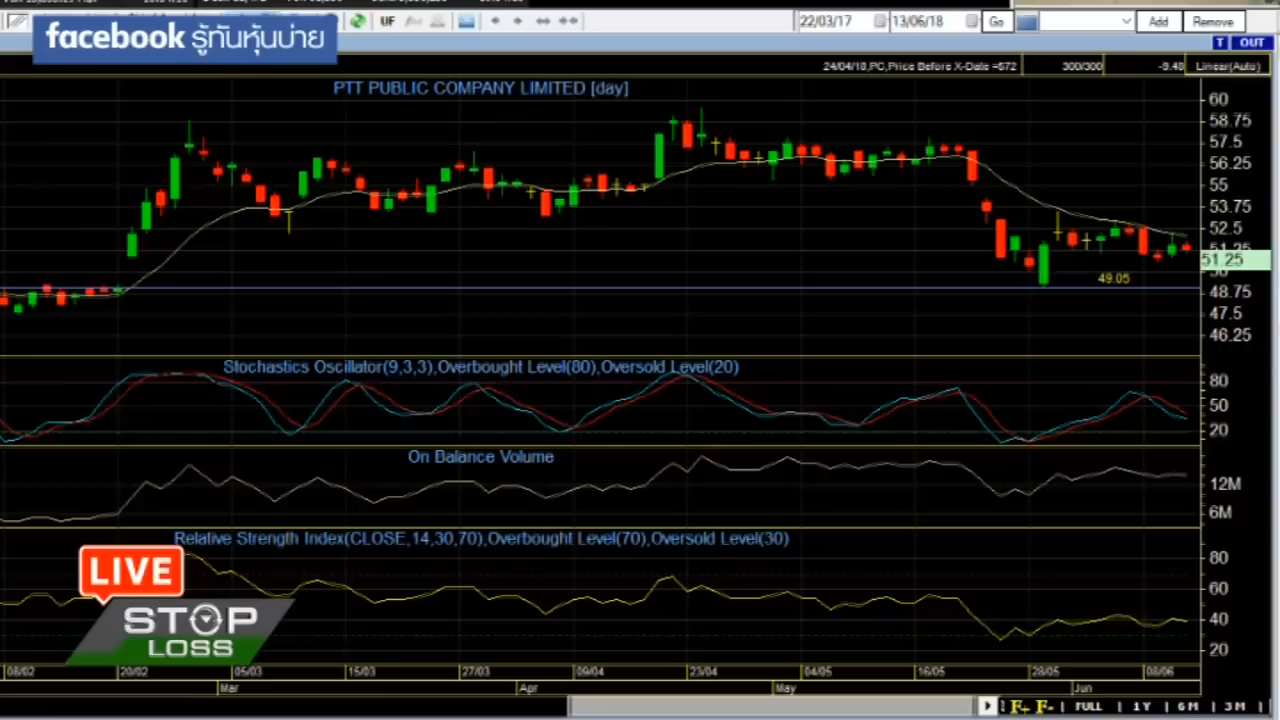 UF
22/03/17
13/06/18
Go
Add
Remove
facebook รู้ทันหุ้นบ่าย
T OUT
24/04/18,PC,Price Before X-Date =572
300/300
-9.48
Linear(Auto)
PTT PUBLIC COMPANY LIMITED [day]
60
58.75
57.5
56.25
55
53.75
52.5
51.25
51.25
50
49.05
48.75
47.5
46.25
Stochastics Oscillator(9,3,3),Overbought Level(80),Oversold Level(20)
80
50
20
On Balance Volume
12M
6M
Relative Strength Index(CLOSE,14,30,70),Overbought Level(70),Oversold Level(30)
80
60
40
20
LIVE
STOP
LOSS
08/02 20/02 05/03 15/03 27/03 09/04 23/04 04/05 16/05 28/05 08/06
Mar Apr May Jun
F+ F- | FULL | 1Y | 6M | 3M |